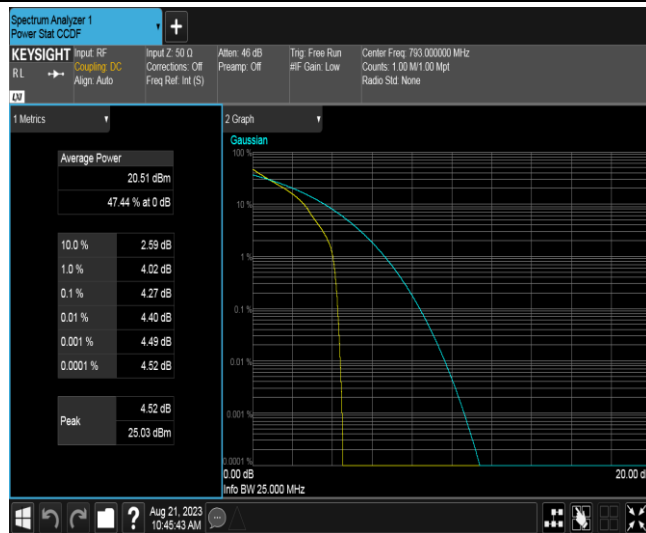 Spectrum Analyzer 1
Power Stat CCDF
+
KEYSIGHT
RL
Input: RF
Coupling: DC
Align: Auto
Input Z: 50 Ω
Corrections: Off
Freq Ref: Int (S)
Atten: 46 dB
Preamp: Off
Trig: Free Run
#IF Gain: Low
Center Freq: 793.000000 MHz
Counts: 1.00 M/1.00 Mpt
Radio Std: None
1 Metrics
Average Power
20.51 dBm
47.44 % at 0 dB
10.0 % 2.59 dB
1.0 % 4.02 dB
0.1 % 4.27 dB
0.01 % 4.40 dB
0.001 % 4.49 dB
0.0001 % 4.52 dB
Peak
4.52 dB
25.03 dBm
2 Graph
Gaussian
100 %
10 %
1 %
0.1 %
0.01 %
0.001 %
0.0001 %
0.00 dB
20.00 d
Info BW 25.000 MHz
?
Aug 21, 2023
10:45:43 AM